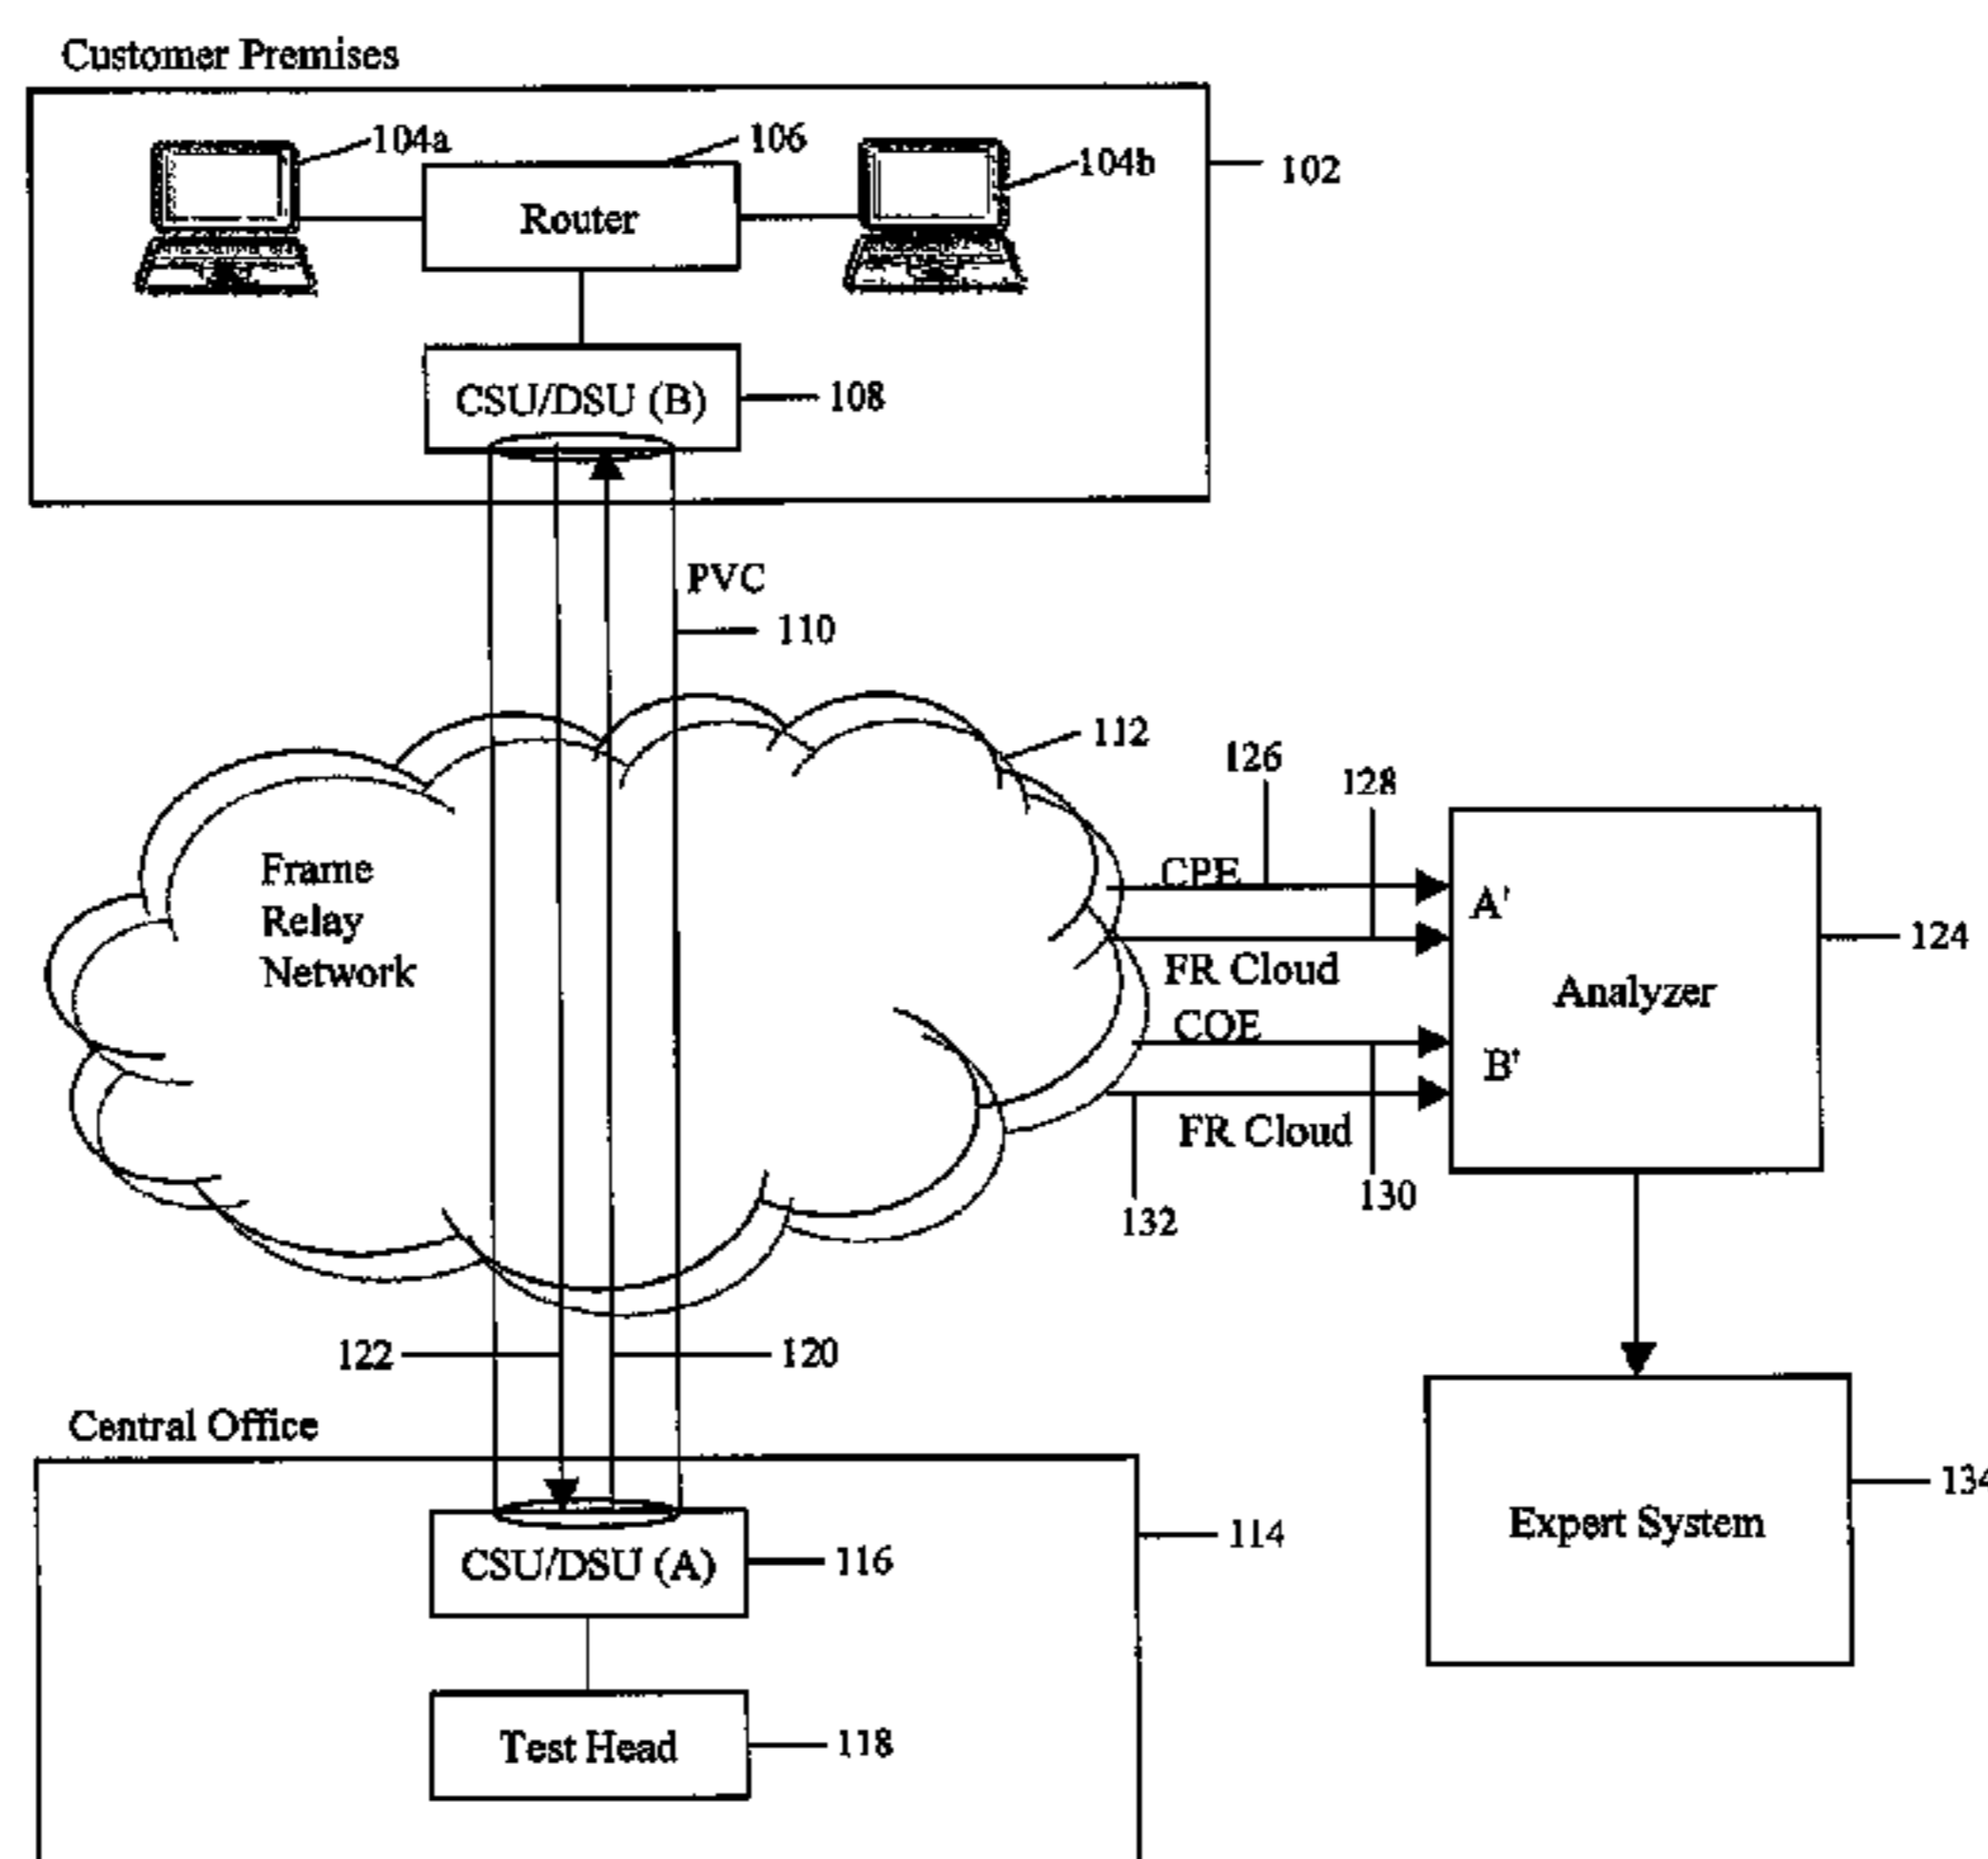 Customer Premises
104a
106
104b
102
Router
CSU/DSU (B)
108
PVC
110
112
126
128
Frame
Relay
Network
CPE
A'
FR Cloud
124
Analyzer
COE
B'
FR Cloud
130
132
122
120
Central Office
134
Expert System
114
CSU/DSU (A)
116
Test Head
118